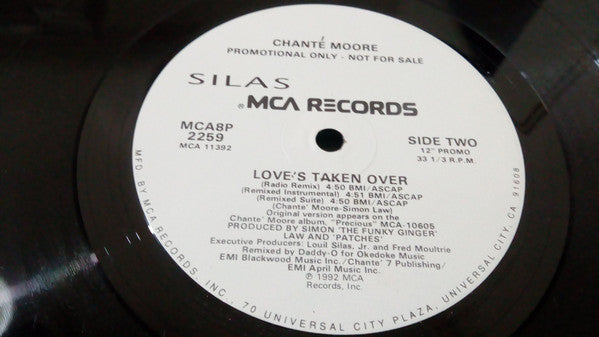 CHANTÉ MOORE
PROMOTIONAL ONLY - NOT FOR SALE
SILAS
®MCA RECORDS
MCA8P
2259
MCA 11392
SIDE TWO
12" PROMO
33 1/3 R.P.M.
LOVE'S TAKEN OVER
(Radio Remix) 4:50 BMI/ASCAP
(Remixed Instrumental) 4:51 BMI/ASCAP
(Remixed Suite) 4:50 BMI/ASCAP
(Chante' Moore-Simon Law)
Original version appears on the
Chante' Moore album, "Precious" MCA-10605
PRODUCED BY SIMON 'THE FUNKY GINGER'
LAW AND 'PATCHES'
Executive Producers: Louil Silas, Jr. and Fred Moultrie
Remixed by Daddy-O for Okedoke Music
EMI Blackwood Music Inc./Chante' 7 Publishing/
EMI April Music Inc.
℗1992 MCA
Records, Inc.
MFD BY MCA RECORDS, INC., 70 UNIVERSAL CITY PLAZA, UNIVERSAL CITY, CA. 91608